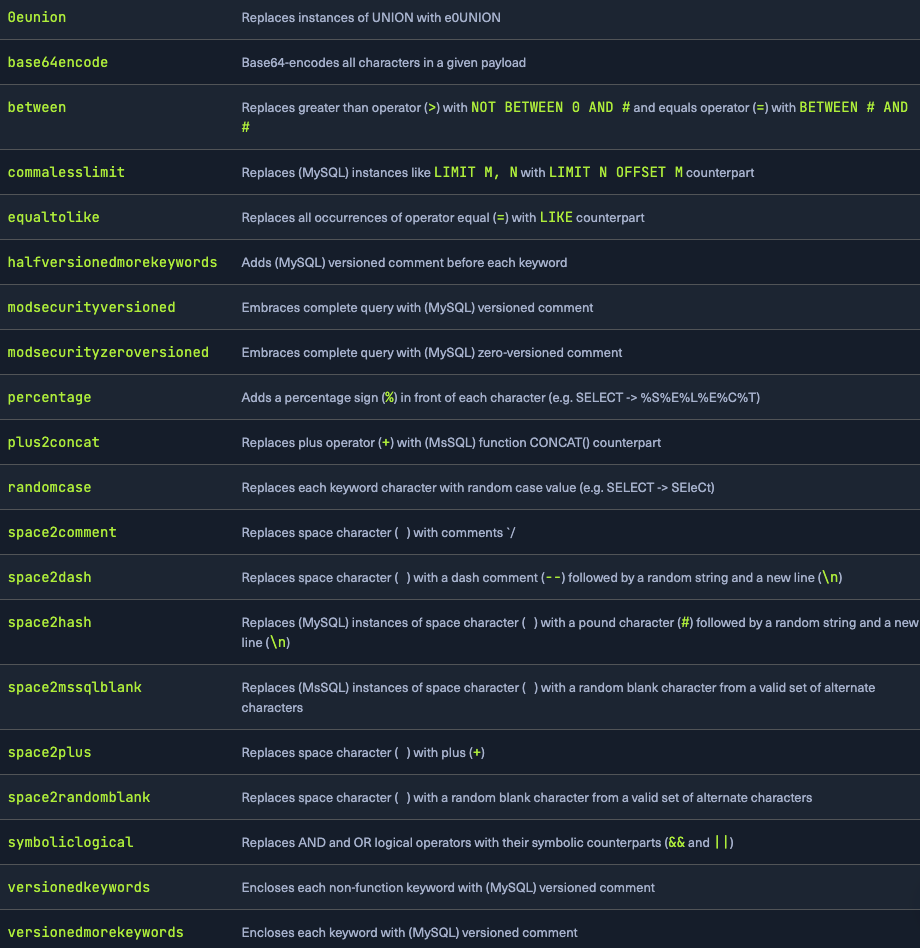 0eunion Replaces instances of UNION with e0UNION
base64encode Base64-encodes all characters in a given payload
between Replaces greater than operator (>) with NOT BETWEEN 0 AND # and equals operator (=) with BETWEEN # AND
#
commalesslimit Replaces (MySQL) instances like LIMIT M, N with LIMIT N OFFSET M counterpart
equaltolike Replaces all occurrences of operator equal (=) with LIKE counterpart
halfversionedmorekeywords Adds (MySQL) versioned comment before each keyword
modsecurityversioned Embraces complete query with (MySQL) versioned comment
modsecurityzeroversioned Embraces complete query with (MySQL) zero-versioned comment
percentage Adds a percentage sign (%) in front of each character (e.g. SELECT -> %S%E%L%E%C%T)
plus2concat Replaces plus operator (+) with (MsSQL) function CONCAT() counterpart
randomcase Replaces each keyword character with random case value (e.g. SELECT -> SEleCt)
space2comment Replaces space character ( ) with comments `/
space2dash Replaces space character ( ) with a dash comment (--) followed by a random string and a new line (\n)
space2hash Replaces (MySQL) instances of space character ( ) with a pound character (#) followed by a random string and a new
line (\n)
space2mssqlblank Replaces (MsSQL) instances of space character ( ) with a random blank character from a valid set of alternate
characters
space2plus Replaces space character ( ) with plus (+)
space2randomblank Replaces space character ( ) with a random blank character from a valid set of alternate characters
symboliclogical Replaces AND and OR logical operators with their symbolic counterparts (&& and ||)
versionedkeywords Encloses each non-function keyword with (MySQL) versioned comment
versionedmorekeywords Encloses each keyword with (MySQL) versioned comment